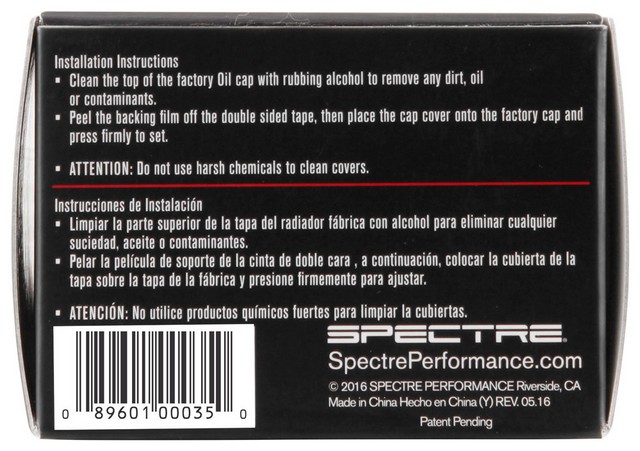 Installation Instructions
▪ Clean the top of the factory Oil cap with rubbing alcohol to remove any dirt, oil
or contaminants.
▪ Peel the backing film off the double sided tape, then place the cap cover onto the factory cap and
press firmly to set.
▪ ATTENTION: Do not use harsh chemicals to clean covers.
Instrucciones de Instalación
▪ Limpiar la parte superior de la tapa del radiador fábrica con alcohol para eliminar cualquier
suciedad, aceite o contaminantes.
▪ Pelar la película de soporte de la cinta de doble cara , a continuación, colocar la cubierta de la
tapa sobre la tapa de la fábrica y presione firmemente para ajustar.
▪ ATENCIÓN: No utilice productos químicos fuertes para limpiar la cubiertas.
SPECTRE®
SpectrePerformance.com
© 2016 SPECTRE PERFORMANCE Riverside, CA
Made in China Hecho en China (Y) REV. 05.16
Patent Pending
0 89601 00035 0